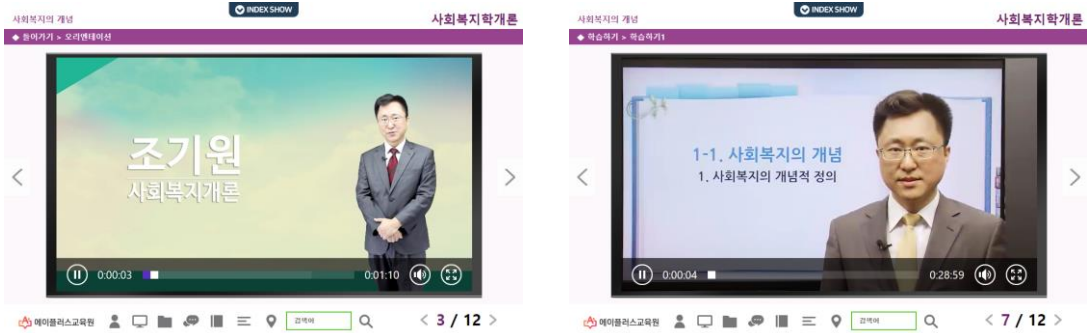 INDEX SHOW
사회복지의 개념
사회복지학개론
◆ 들어가기 > 오리엔테이션
조기원
사회복지개론
0:00:03
0:01:10
에이플러스교육원
검색어
< 3 / 12 >
INDEX SHOW
사회복지의 개념
사회복지학개론
◆ 학습하기 > 학습하기1
1-1. 사회복지의 개념
1. 사회복지의 개념적 정의
0:00:04
0:28:59
에이플러스교육원
검색어
< 7 / 12 >